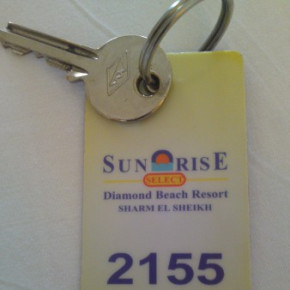 SUNRISE
SELECT
Diamond Beach Resort
SHARM EL SHEIKH
2155